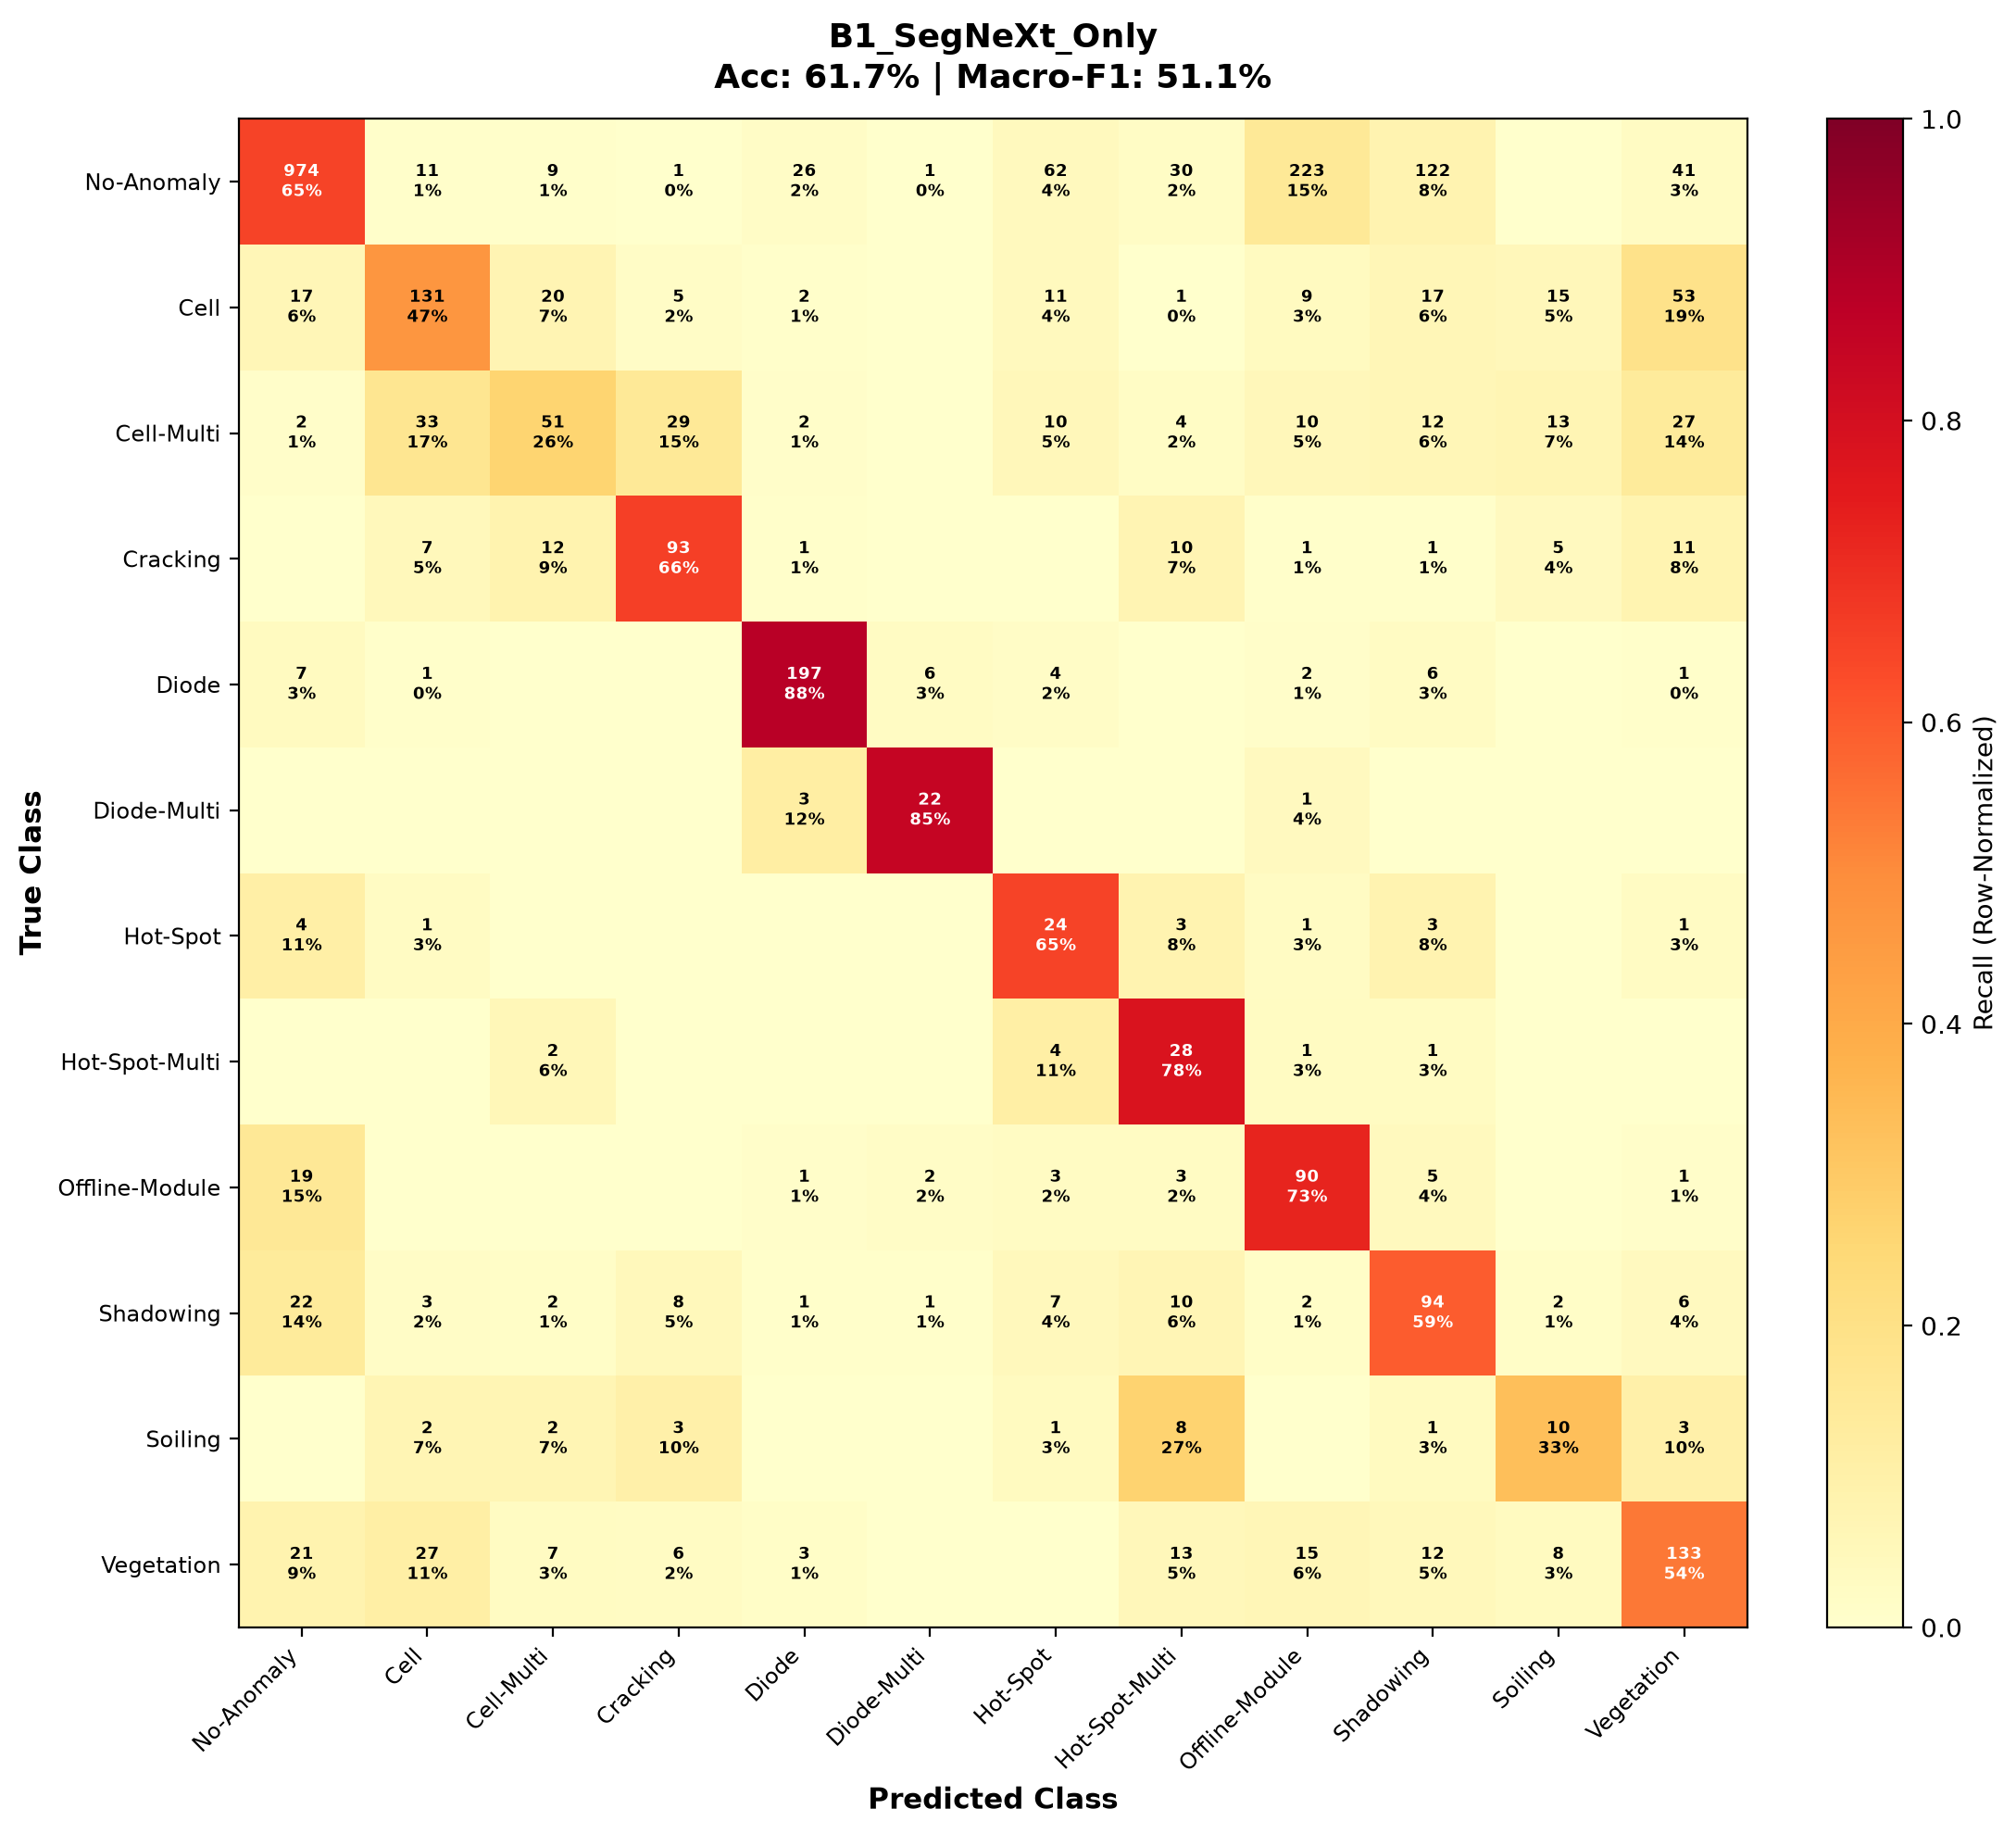 B1_SegNeXt_Only
Acc: 61.7% | Macro-F1: 51.1%
True Class
No-Anomaly
974 11 9 1 26 1 62 30 223 122 41
65% 1% 1% 0% 2% 0% 4% 2% 15% 8% 3%
Cell
17 131 20 5 2 11 1 9 17 15 53
6% 47% 7% 2% 1% 4% 0% 3% 6% 5% 19%
Cell-Multi
2 33 51 29 2 10 4 10 12 13 27
1% 17% 26% 15% 1% 5% 2% 5% 6% 7% 14%
Cracking
7 12 93 1 10 1 1 5 11
5% 9% 66% 1% 7% 1% 1% 4% 8%
Diode
7 1 197 6 4 2 6 1
3% 0% 88% 3% 2% 1% 3% 0%
Diode-Multi
3 22 1
12% 85% 4%
Hot-Spot
4 1 24 3 1 3 1
11% 3% 65% 8% 3% 8% 3%
Hot-Spot-Multi
2 4 28 1 1
6% 11% 78% 3% 3%
Offline-Module
19 1 2 3 3 90 5 1
15% 1% 2% 2% 2% 73% 4% 1%
Shadowing
22 3 2 8 1 1 7 10 2 94 2 6
14% 2% 1% 5% 1% 1% 4% 6% 1% 59% 1% 4%
Soiling
2 2 3 1 8 1 10 3
7% 7% 10% 3% 27% 3% 33% 10%
Vegetation
21 27 7 6 3 13 15 12 8 133
9% 11% 3% 2% 1% 5% 6% 5% 3% 54%
No-Anomaly
Cell
Cell-Multi
Cracking
Diode
Diode-Multi
Hot-Spot
Hot-Spot-Multi
Offline-Module
Shadowing
Soiling
Vegetation
Predicted Class
1.0
0.8
0.6
0.4
0.2
0.0
Recall (Row-Normalized)